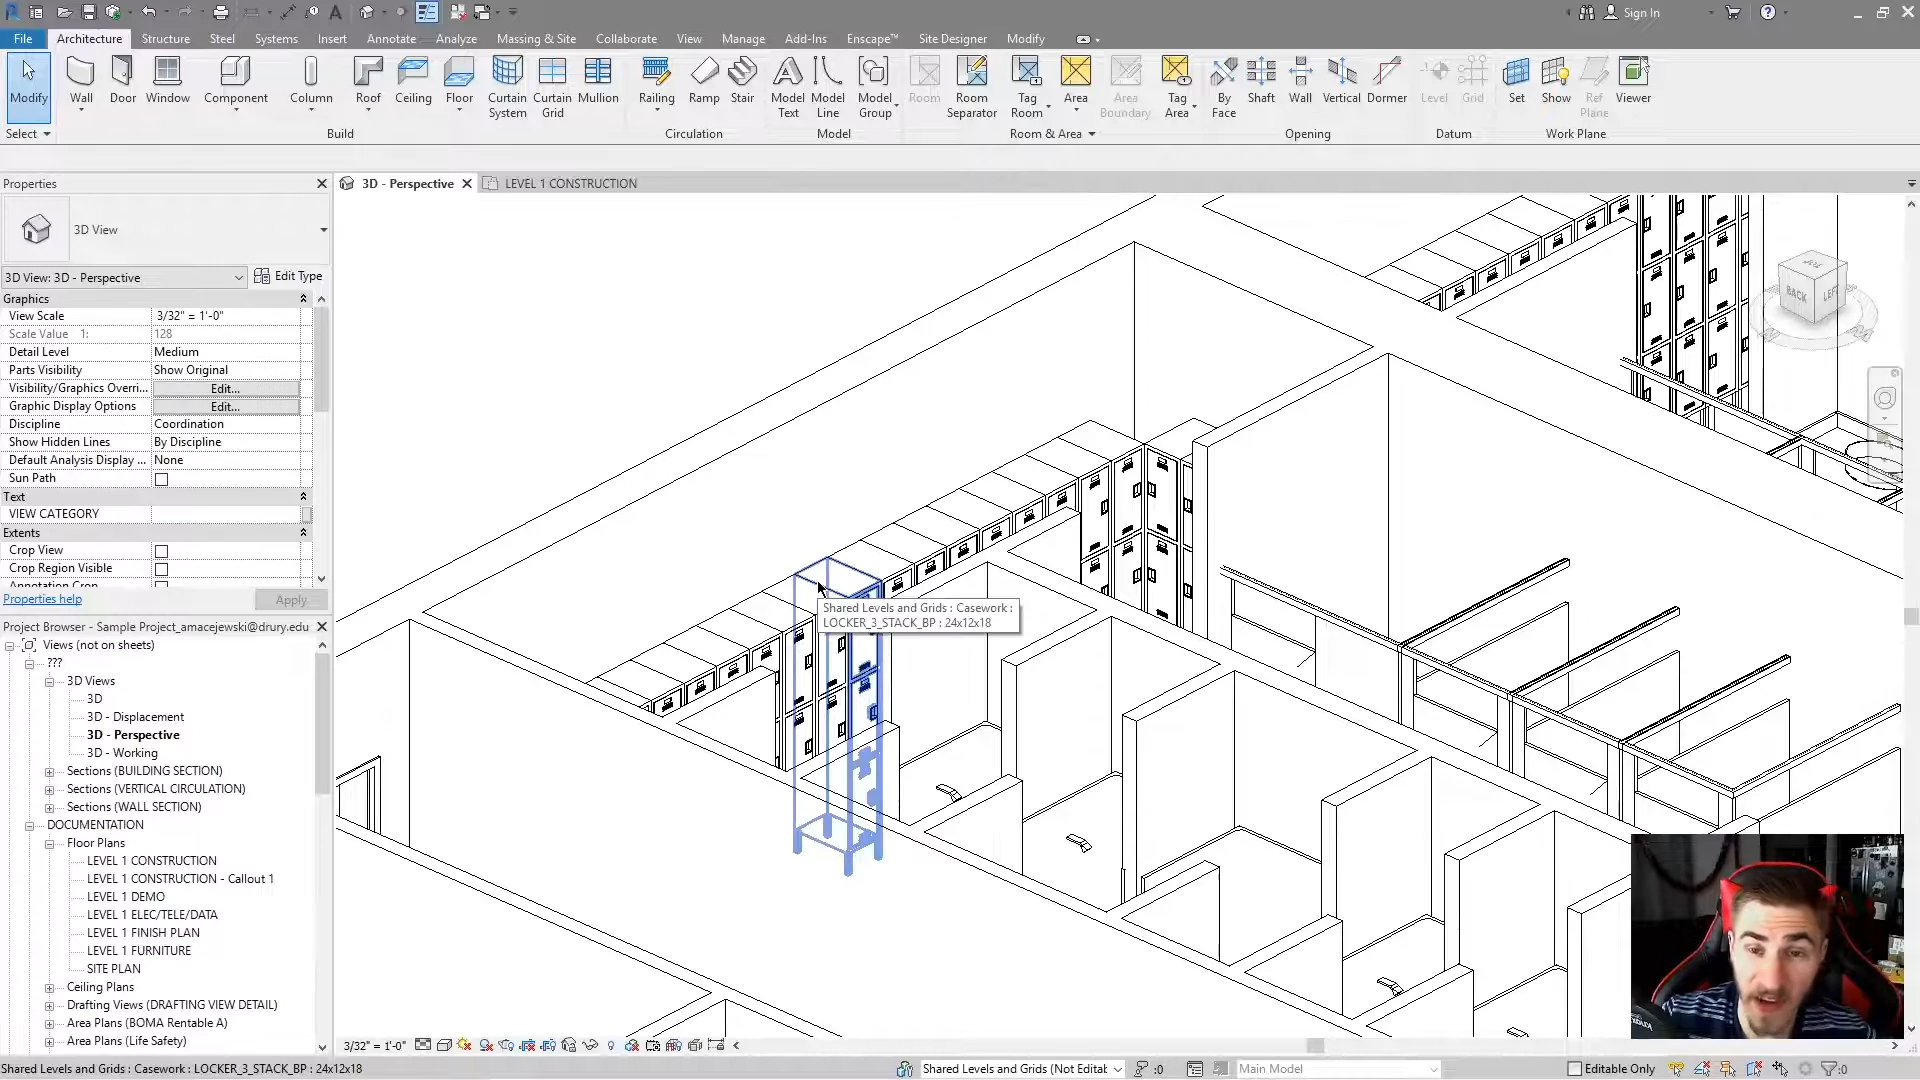 Sign In
File Architecture Structure Steel Systems Insert Annotate Analyze Massing & Site Collaborate View Manage Add-Ins Enscape™ Site Designer Modify
Modify Wall Door Window Component Column Roof Ceiling Floor Curtain System Curtain Grid Mullion Railing Ramp Stair Model Text Model Line Model Group Room Room Separator Tag Room Area Area Boundary Tag Area By Face Shaft Wall Vertical Dormer Level Grid Set Show Ref Plane Viewer
Select Build Circulation Model Room & Area Opening Datum Work Plane
Properties
3D - Perspective LEVEL 1 CONSTRUCTION
3D View
3D View: 3D - Perspective Edit Type
Graphics
View Scale 3/32" = 1'-0"
Scale Value 1: 128
Detail Level Medium
Parts Visibility Show Original
Visibility/Graphics Overri... Edit...
Graphic Display Options Edit...
Discipline Coordination
Show Hidden Lines By Discipline
Default Analysis Display ... None
Sun Path
Text
VIEW CATEGORY
Extents
Crop View
Crop Region Visible
Annotation Crop
Properties help Apply
Project Browser - Sample Project_amacejewski@drury.edu
Views (not on sheets)
???
3D Views
3D
3D - Displacement
3D - Perspective
3D - Working
Sections (BUILDING SECTION)
Sections (VERTICAL CIRCULATION)
Sections (WALL SECTION)
DOCUMENTATION
Floor Plans
LEVEL 1 CONSTRUCTION
LEVEL 1 CONSTRUCTION - Callout 1
LEVEL 1 DEMO
LEVEL 1 ELEC/TELE/DATA
LEVEL 1 FINISH PLAN
LEVEL 1 FURNITURE
SITE PLAN
Ceiling Plans
Drafting Views (DRAFTING VIEW DETAIL)
Area Plans (BOMA Rentable A)
Area Plans (Life Safety)
TOP
BACK LEFT
Shared Levels and Grids : Casework :
LOCKER_3_STACK_BP : 24x12x18
3/32" = 1'-0"
Shared Levels and Grids : Casework : LOCKER_3_STACK_BP : 24x12x18
Shared Levels and Grids (Not Editab :0 Main Model Editable Only :0